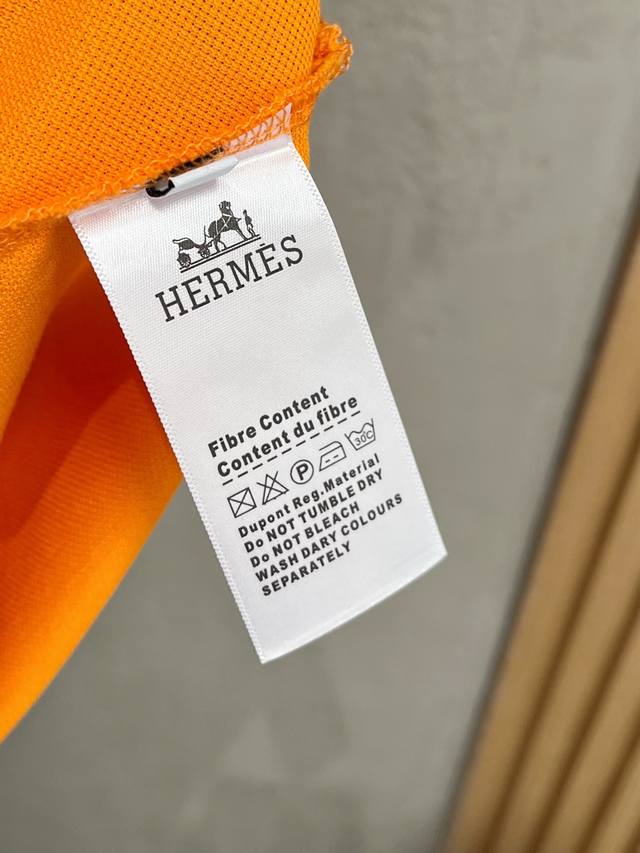 HERMÈS
Fibre Content
Content du fibre
P
30C
Dupont Reg.Material
Do NOT TUMBLE DRY
Do NOT BLEACH
WASH DARY COLOURS
SEPARATELY